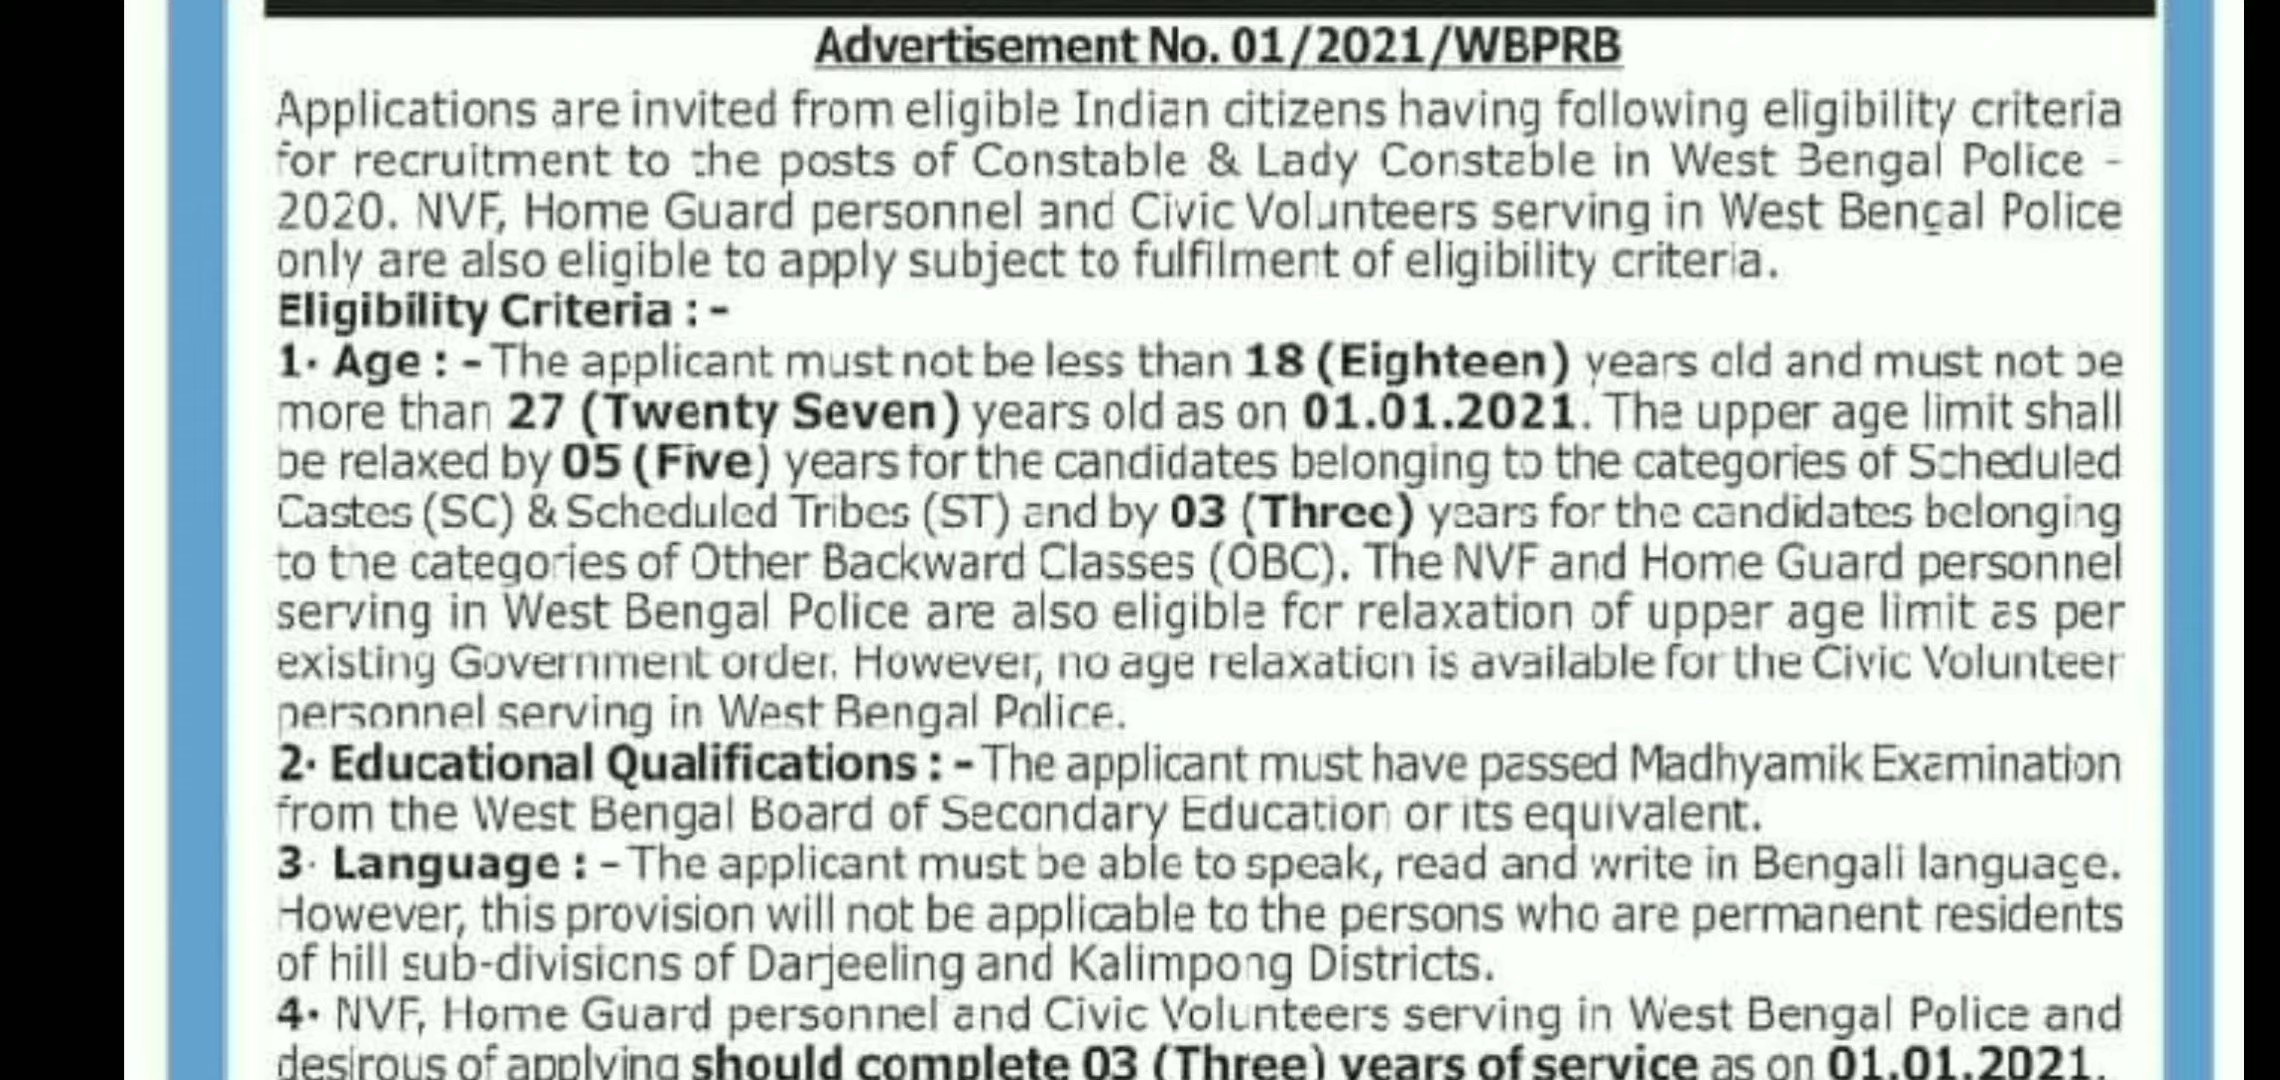 Advertisement No. 01/2021/WBPRB
Applications are invited from eligible Indian citizens having following eligibility criteria
for recruitment to the posts of Constable & Lady Constable in West Bengal Police -
2020. NVF, Home Guard personnel and Civic Volunteers serving in West Bengal Police
only are also eligible to apply subject to fulfilment of eligibility criteria.
Eligibility Criteria : -
1· Age : - The applicant must not be less than 18 (Eighteen) years old and must not be
more than 27 (Twenty Seven) years old as on 01.01.2021. The upper age limit shall
be relaxed by 05 (Five) years for the candidates belonging to the categories of Scheduled
Castes (SC) & Scheduled Tribes (ST) and by 03 (Three) years for the candidates belonging
to the categories of Other Backward Classes (OBC). The NVF and Home Guard personnel
serving in West Bengal Police are also eligible for relaxation of upper age limit as per
existing Government order. However, no age relaxation is available for the Civic Volunteer
personnel serving in West Bengal Police.
2· Educational Qualifications : - The applicant must have passed Madhyamik Examination
from the West Bengal Board of Secondary Education or its equivalent.
3· Language : - The applicant must be able to speak, read and write in Bengali language.
However, this provision will not be applicable to the persons who are permanent residents
of hill sub-divisions of Darjeeling and Kalimpong Districts.
4· NVF, Home Guard personnel and Civic Volunteers serving in West Bengal Police and
desirous of applying should complete 03 (Three) years of service as on 01.01.2021.